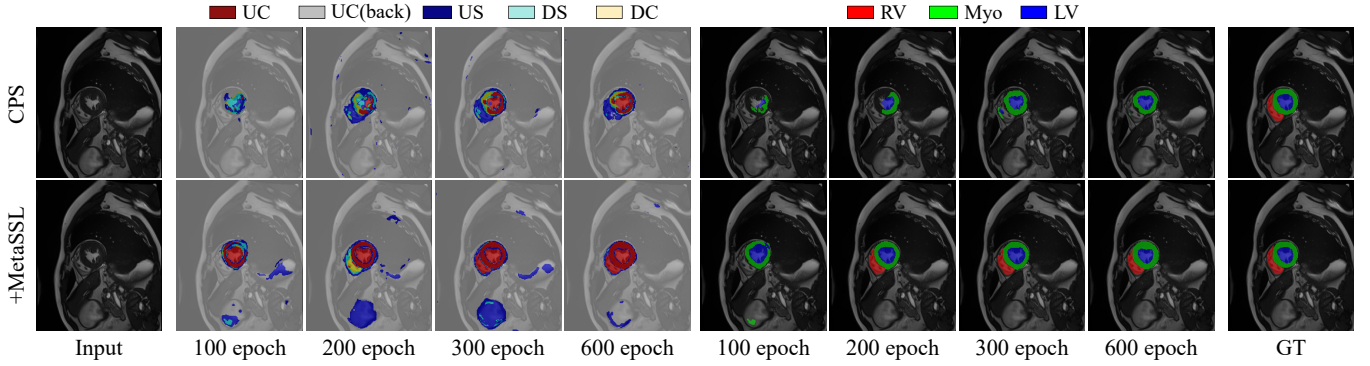 UC UC(back) US DS DC RV Myo LV
CPS
+MetaSSL
Input 100 epoch 200 epoch 300 epoch 600 epoch 100 epoch 200 epoch 300 epoch 600 epoch GT